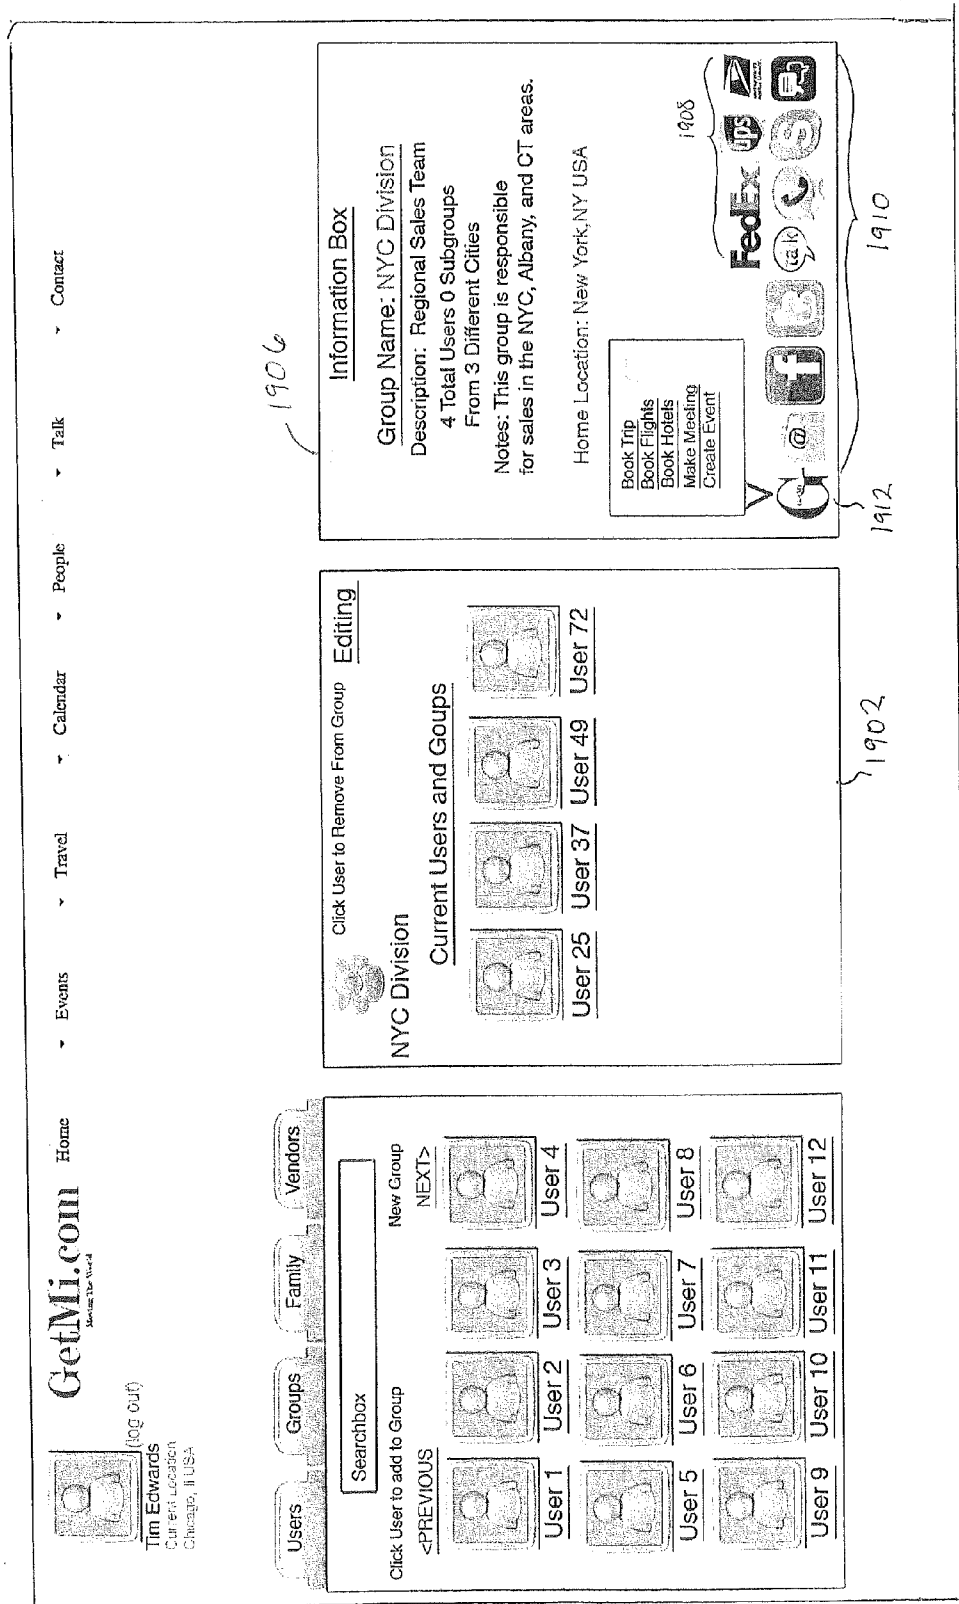 GetMi.com
Moving The World
Home
Events
Travel
Calendar
People
Talk
Contact
(log out)
Tim Edwards
Current Location
Chicago, Il USA
Users
Groups
Family
Vendors
Searchbox
Click User to add to Group
New Group
<PREVIOUS
NEXT>
User 1
User 2
User 3
User 4
User 5
User 6
User 7
User 8
User 9
User 10
User 11
User 12
Click User to Remove From Group
Editing
NYC Division
Current Users and Goups
User 25
User 37
User 49
User 72
1902
1906
Information Box
Group Name: NYC Division
Description: Regional Sales Team
4 Total Users 0 Subgroups
From 3 Different Cities
Notes: This group is responsible
for sales in the NYC, Albany, and CT areas.
Home Location: New York, NY USA
Book Trip
Book Flights
Book Hotels
Make Meeting
Create Event
1908
FedEx
ups
G
@
f
t
talk
S
1912
1910